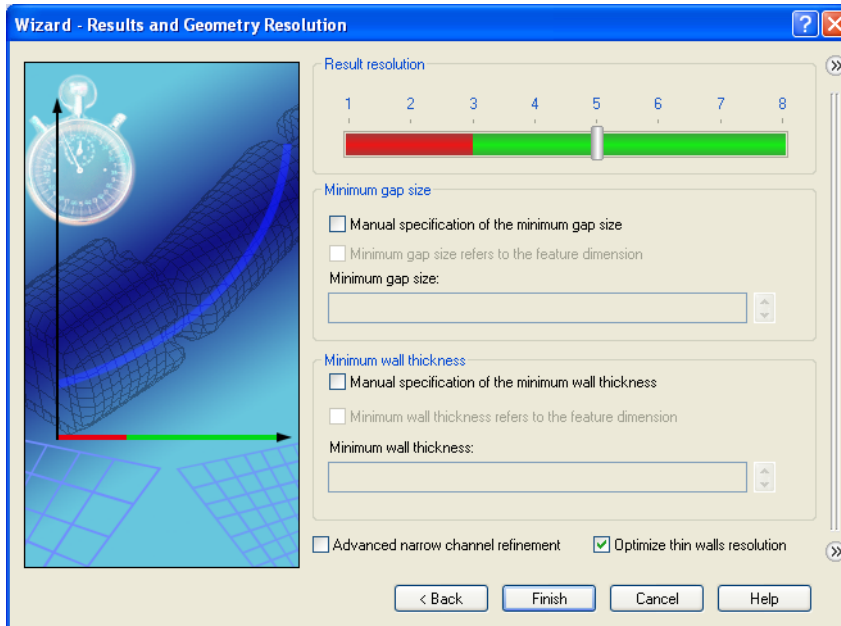 Wizard - Results and Geometry Resolution
Result resolution
1 2 3 4 5 6 7 8
Minimum gap size
Manual specification of the minimum gap size
Minimum gap size refers to the feature dimension
Minimum gap size:
Minimum wall thickness
Manual specification of the minimum wall thickness
Minimum wall thickness refers to the feature dimension
Minimum wall thickness:
Advanced narrow channel refinement Optimize thin walls resolution
< Back Finish Cancel Help